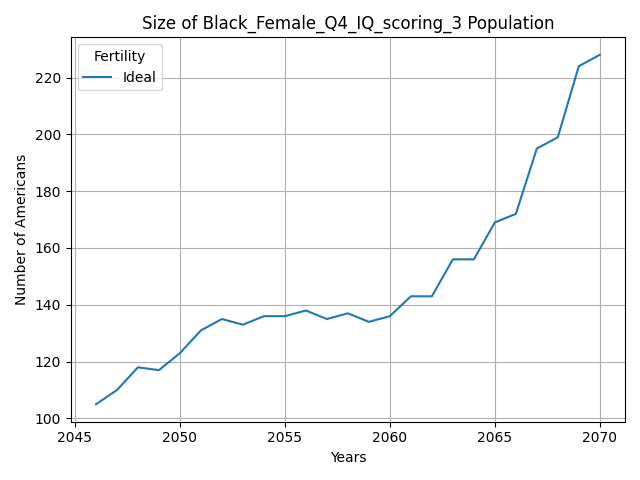 Size of Black_Female_Q4_IQ_scoring_3 Population
Fertility
Ideal
Number of Americans
220
200
180
160
140
120
100
2045 2050 2055 2060 2065 2070
Years